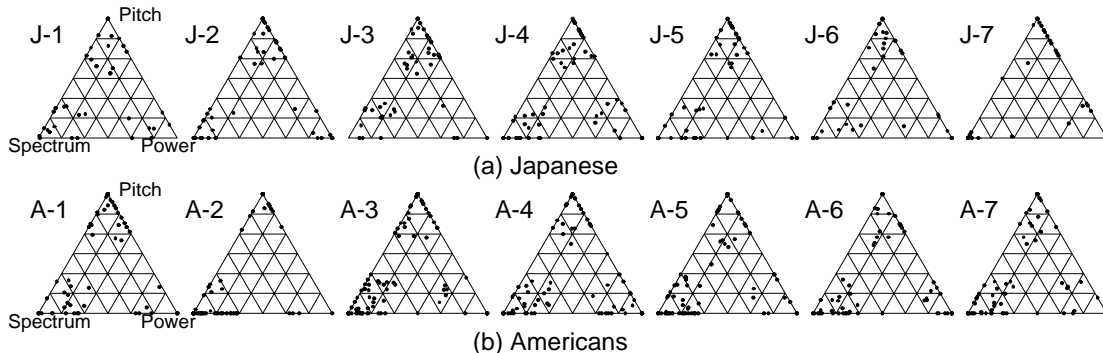 Pitch
J-1 J-2 J-3 J-4 J-5 J-6 J-7
Spectrum Power
(a) Japanese
Pitch
A-1 A-2 A-3 A-4 A-5 A-6 A-7
Spectrum Power
(b) Americans